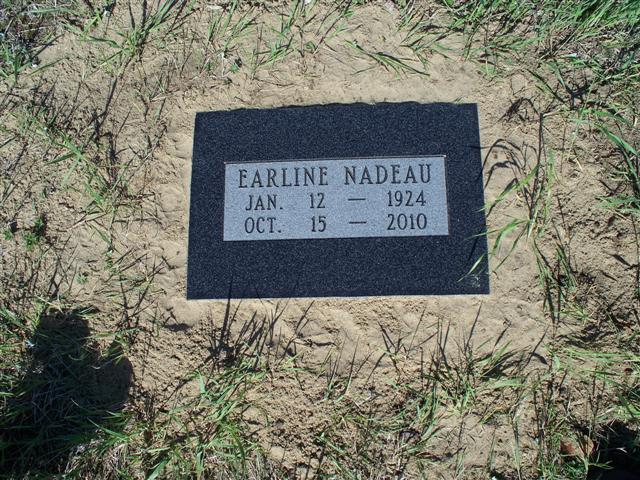 EARLINE NADEAU
JAN. 12 — 1924
OCT. 15 — 2010